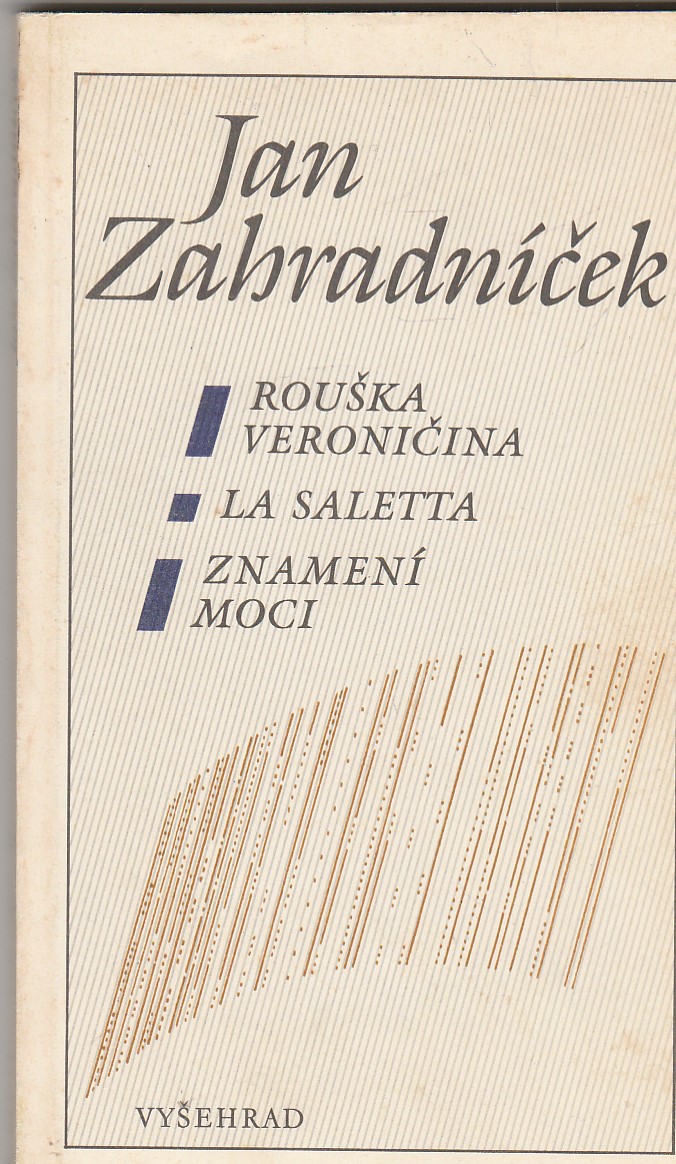 Jan
Zahradníček
ROUŠKA
VERONIČINA
LA SALETTA
ZNAMENÍ
MOCI
VYŠEHRAD